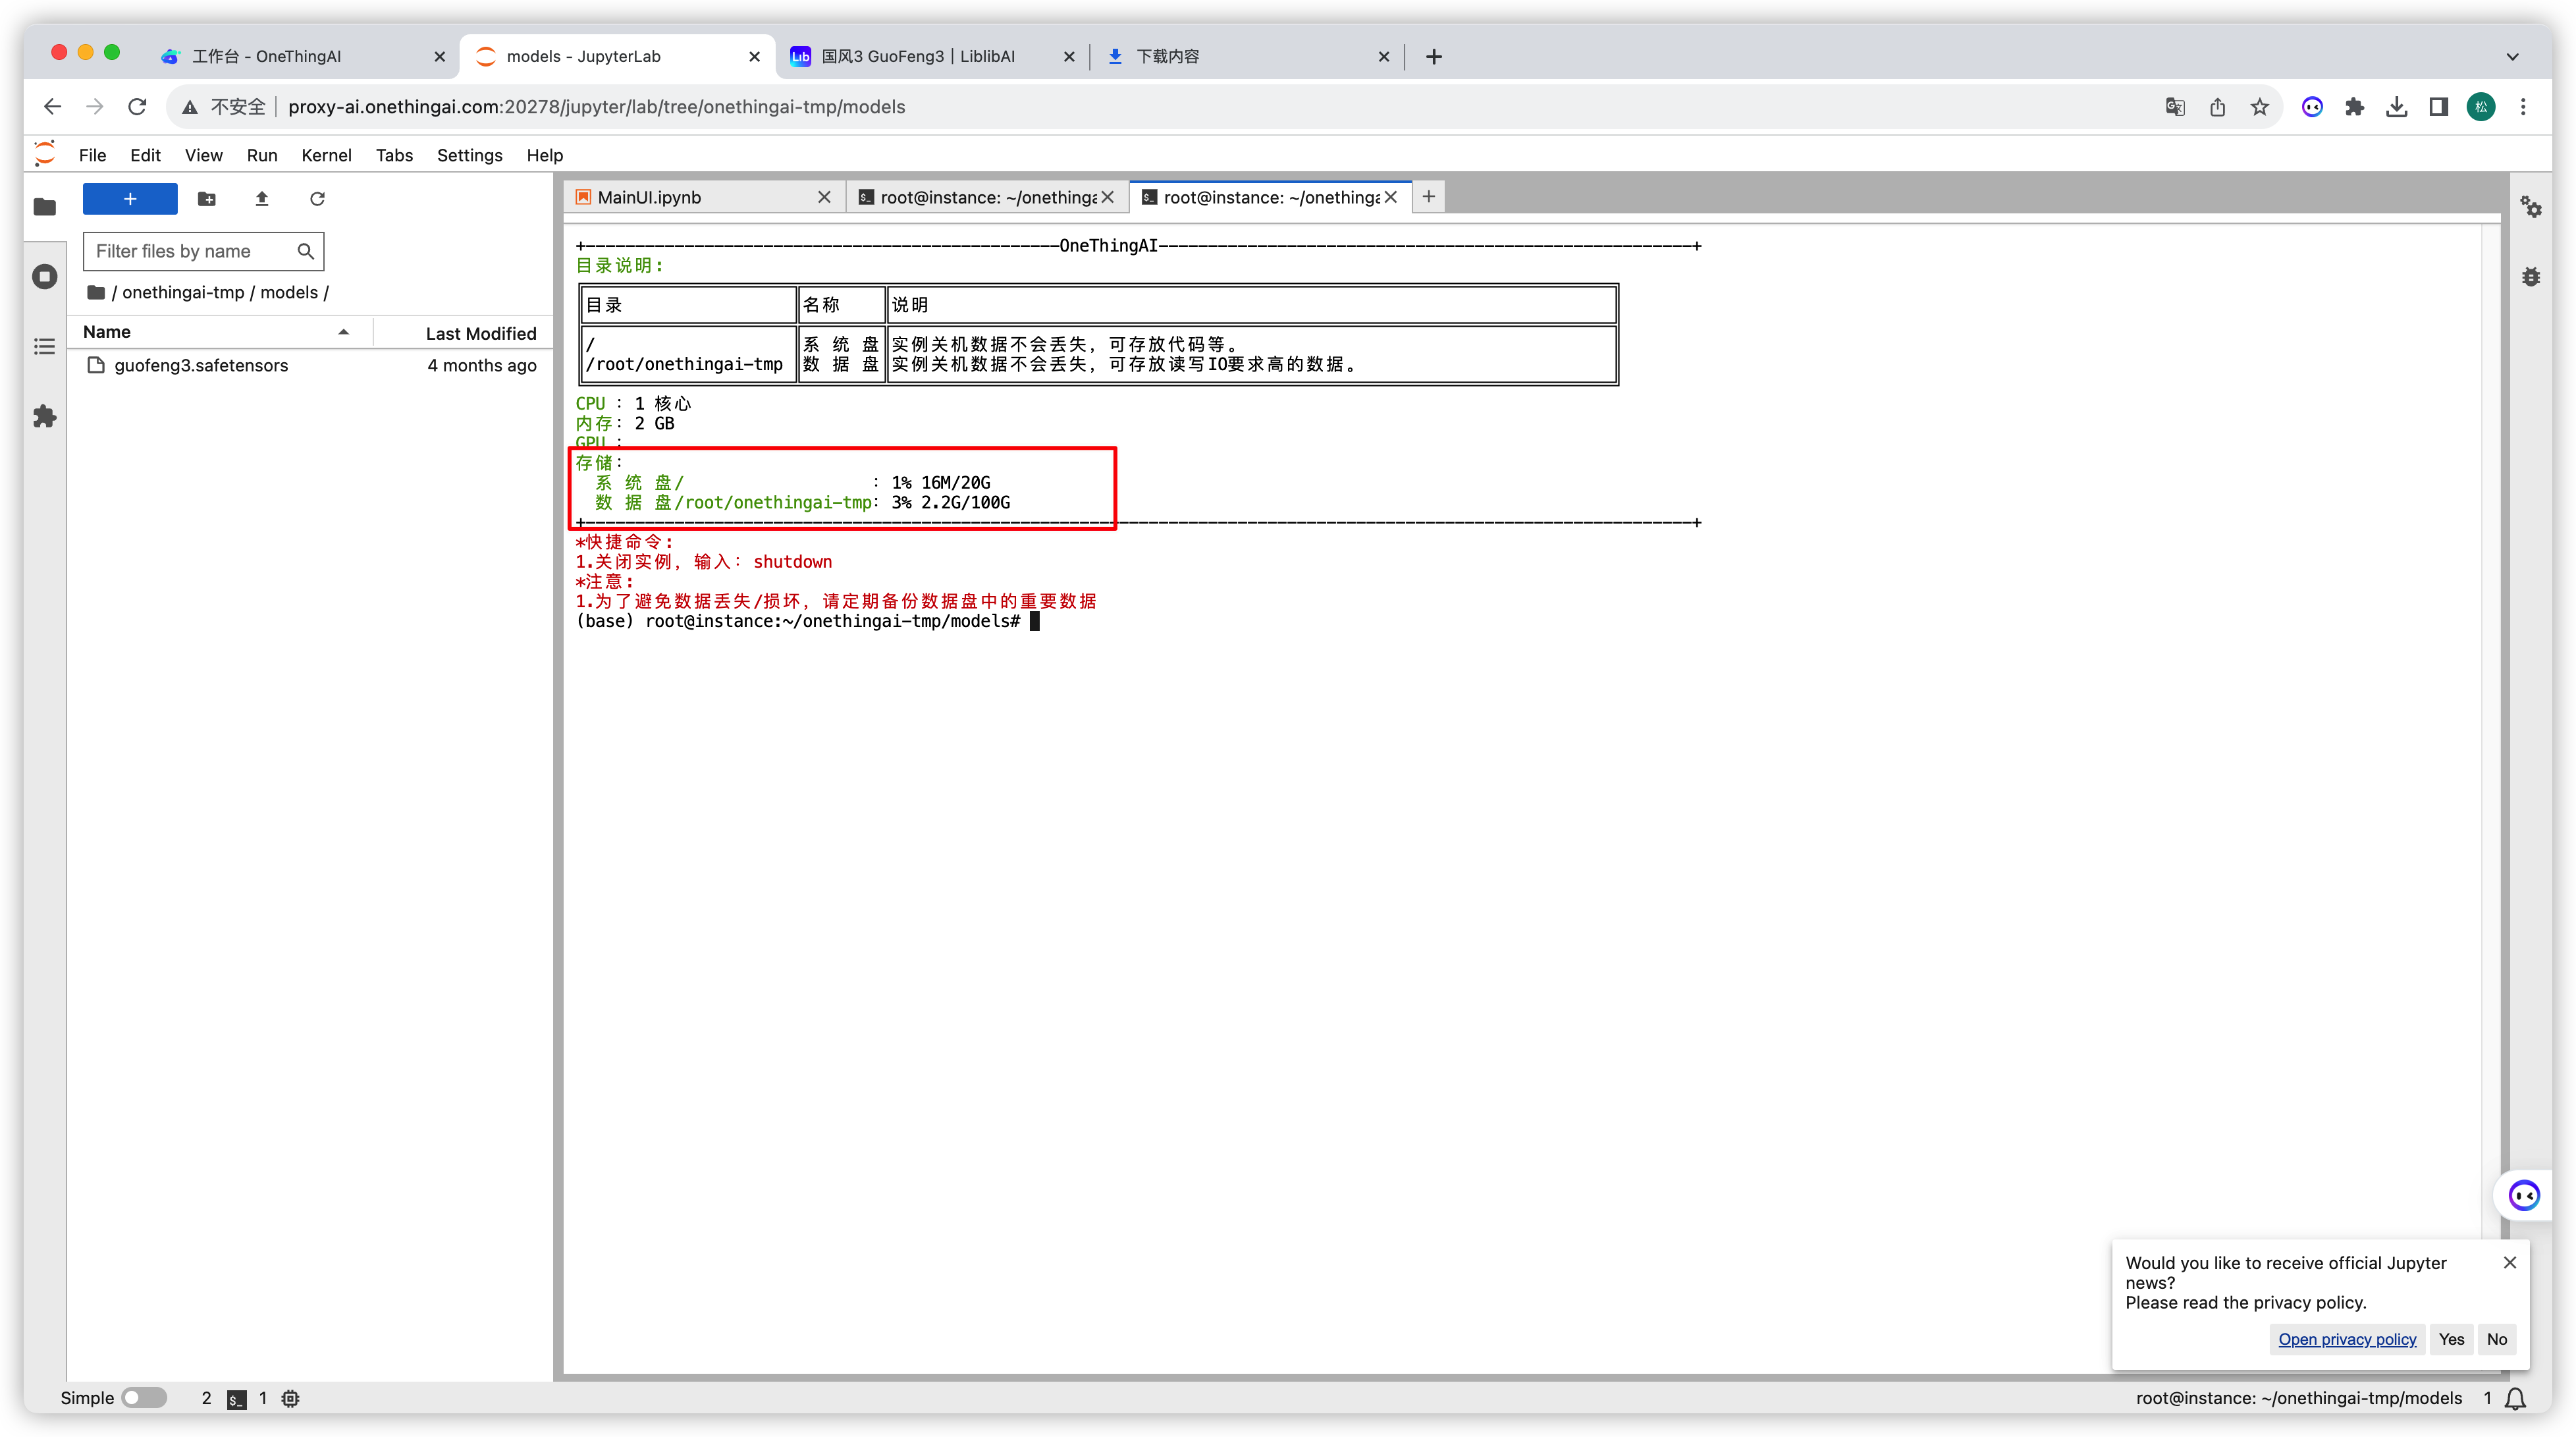 工作台 - OneThingAI
models - JupyterLab
Lib 国风3 GuoFeng3 | LiblibAI
下载内容
不安全 proxy-ai.onethingai.com:20278/jupyter/lab/tree/onethingai-tmp/models
松
File Edit View Run Kernel Tabs Settings Help
MainUI.ipynb
root@instance: ~/onethinga
root@instance: ~/onethinga
Filter files by name
/ onethingai-tmp / models /
Name Last Modified
guofeng3.safetensors 4 months ago
+------------------------------------------------OneThingAI------------------------------------------------------+
目录说明:
目录 名称 说明
/ 系 统 盘 实例关机数据不会丢失，可存放代码等。
/root/onethingai-tmp 数 据 盘 实例关机数据不会丢失，可存放读写IO要求高的数据。
CPU : 1 核心
内存: 2 GB
GPU :
存储:
系 统 盘/ : 1% 16M/20G
数 据 盘/root/onethingai-tmp: 3% 2.2G/100G
+----------------------------------------------------------------------------------------------------------------+
*快捷命令:
1.关闭实例，输入: shutdown
*注意:
1.为了避免数据丢失/损坏，请定期备份数据盘中的重要数据
(base) root@instance:~/onethingai-tmp/models#
Would you like to receive official Jupyter
news?
Please read the privacy policy.
Open privacy policy Yes No
Simple 2 $_ 1
root@instance: ~/onethingai-tmp/models 1